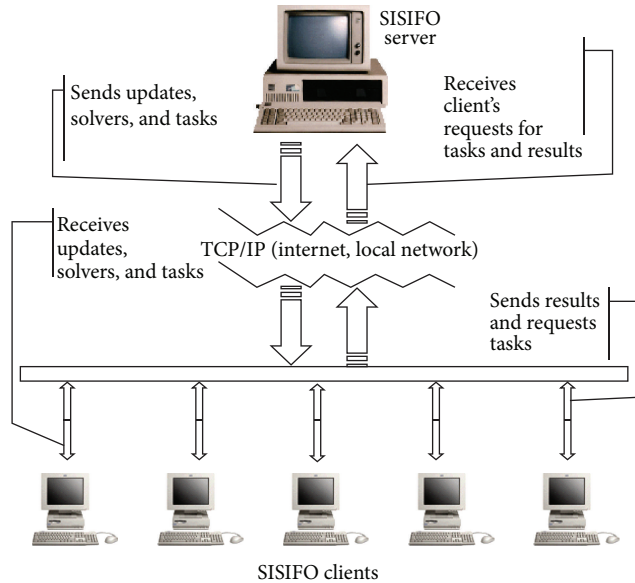 SISIFO
server
Sends updates,
solvers, and tasks
Receives
client's
requests for
tasks and results
Receives
updates,
solvers, and tasks
TCP/IP (internet, local network)
Sends results
and requests
tasks
SISIFO clients